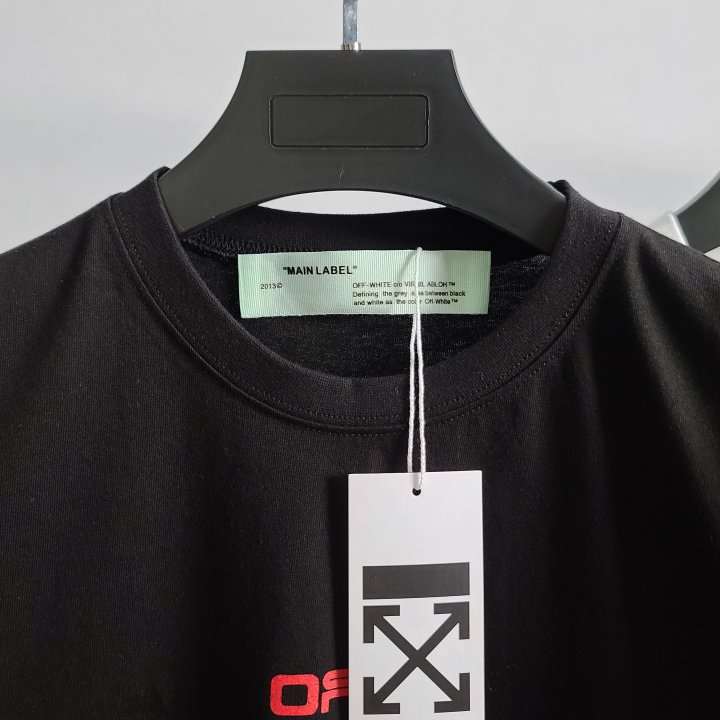 "MAIN LABEL"
2013© OFF-WHITE c/o VIRGIL ABLOH™
Defining the grey area between black
and white as the color Off-White™
OF